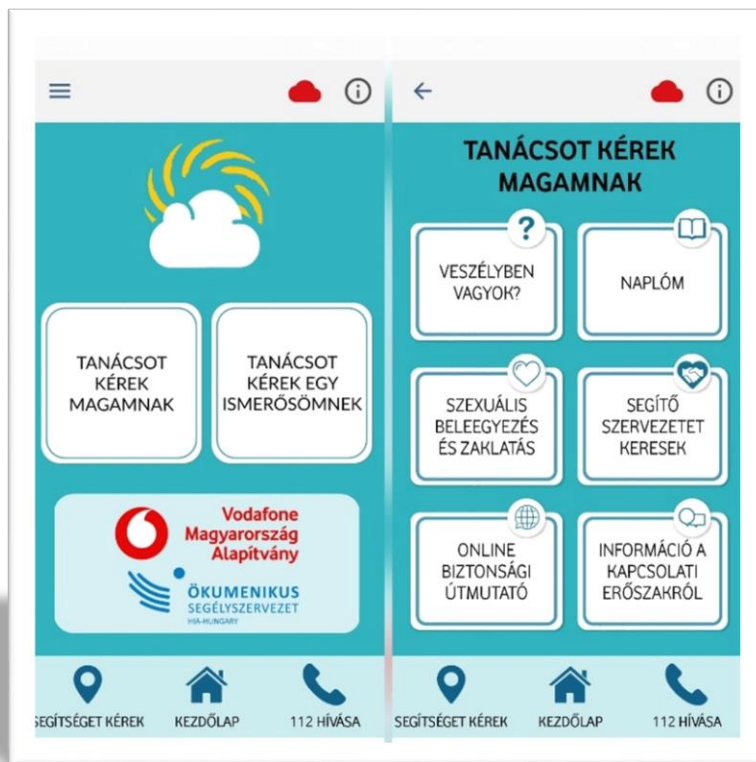 TANÁCSOT
KÉREK
MAGAMNAK
TANÁCSOT
KÉREK EGY
ISMERŐSÖMNEK
Vodafone
Magyarország
Alapítvány
ÖKUMENIKUS
SEGÉLYSZERVEZET
HIA-HUNGARY
SEGÍTSÉGET KÉREK
KEZDŐLAP
112 HÍVÁSA
TANÁCSOT KÉREK
MAGAMNAK
?
VESZÉLYBEN
VAGYOK?
NAPLÓM
SZEXUÁLIS
BELEEGYEZÉS
ÉS ZAKLATÁS
SEGÍTŐ
SZERVEZETET
KERESEK
ONLINE
BIZTONSÁGI
ÚTMUTATÓ
INFORMÁCIÓ A
KAPCSOLATI
ERŐSZAKRÓL
SEGÍTSÉGET KÉREK
KEZDŐLAP
112 HÍVÁSA